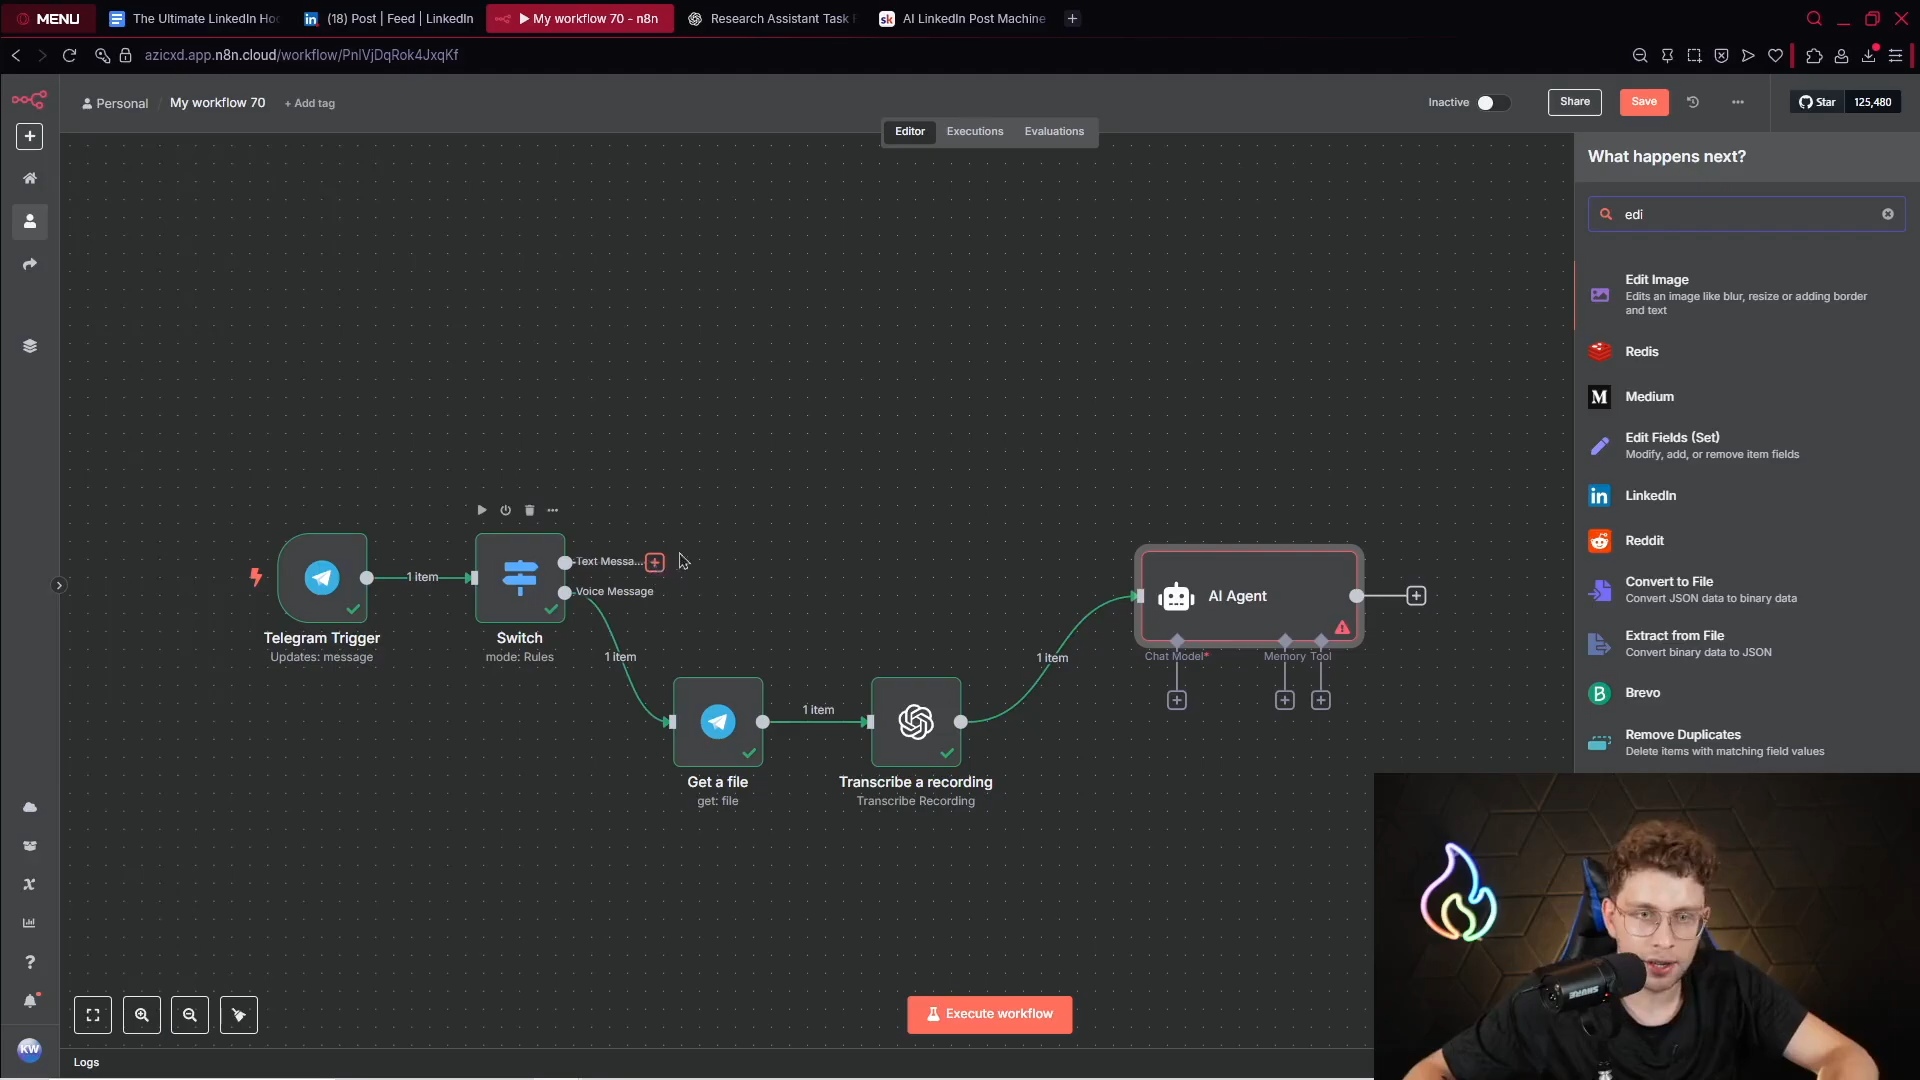 MENU
The Ultimate LinkedIn Hoo
in
(18) Post | Feed | LinkedIn
▶ My workflow 70 - n8n
Research Assistant Task
sk
AI LinkedIn Post Machine
azicxd.app.n8n.cloud/workflow/PnIVjDqRok4JxqKf
Personal / My workflow 70 + Add tag
Inactive
Share
Save
Star 125,480
Editor
Executions
Evaluations
What happens next?
edi
Edit Image
Edits an image like blur, resize or adding border
and text
Redis
M
Medium
Edit Fields (Set)
Modify, add, or remove item fields
in
LinkedIn
Reddit
Convert to File
Convert JSON data to binary data
Extract from File
Convert binary data to JSON
B
Brevo
Remove Duplicates
Delete items with matching field values
Telegram Trigger
Updates: message
1 item
Switch
mode: Rules
Text Messa...
Voice Message
1 item
Get a file
get: file
1 item
Transcribe a recording
Transcribe Recording
1 item
AI Agent
Chat Model*
Memory
Tool
Execute workflow
KW
Logs
SHURE